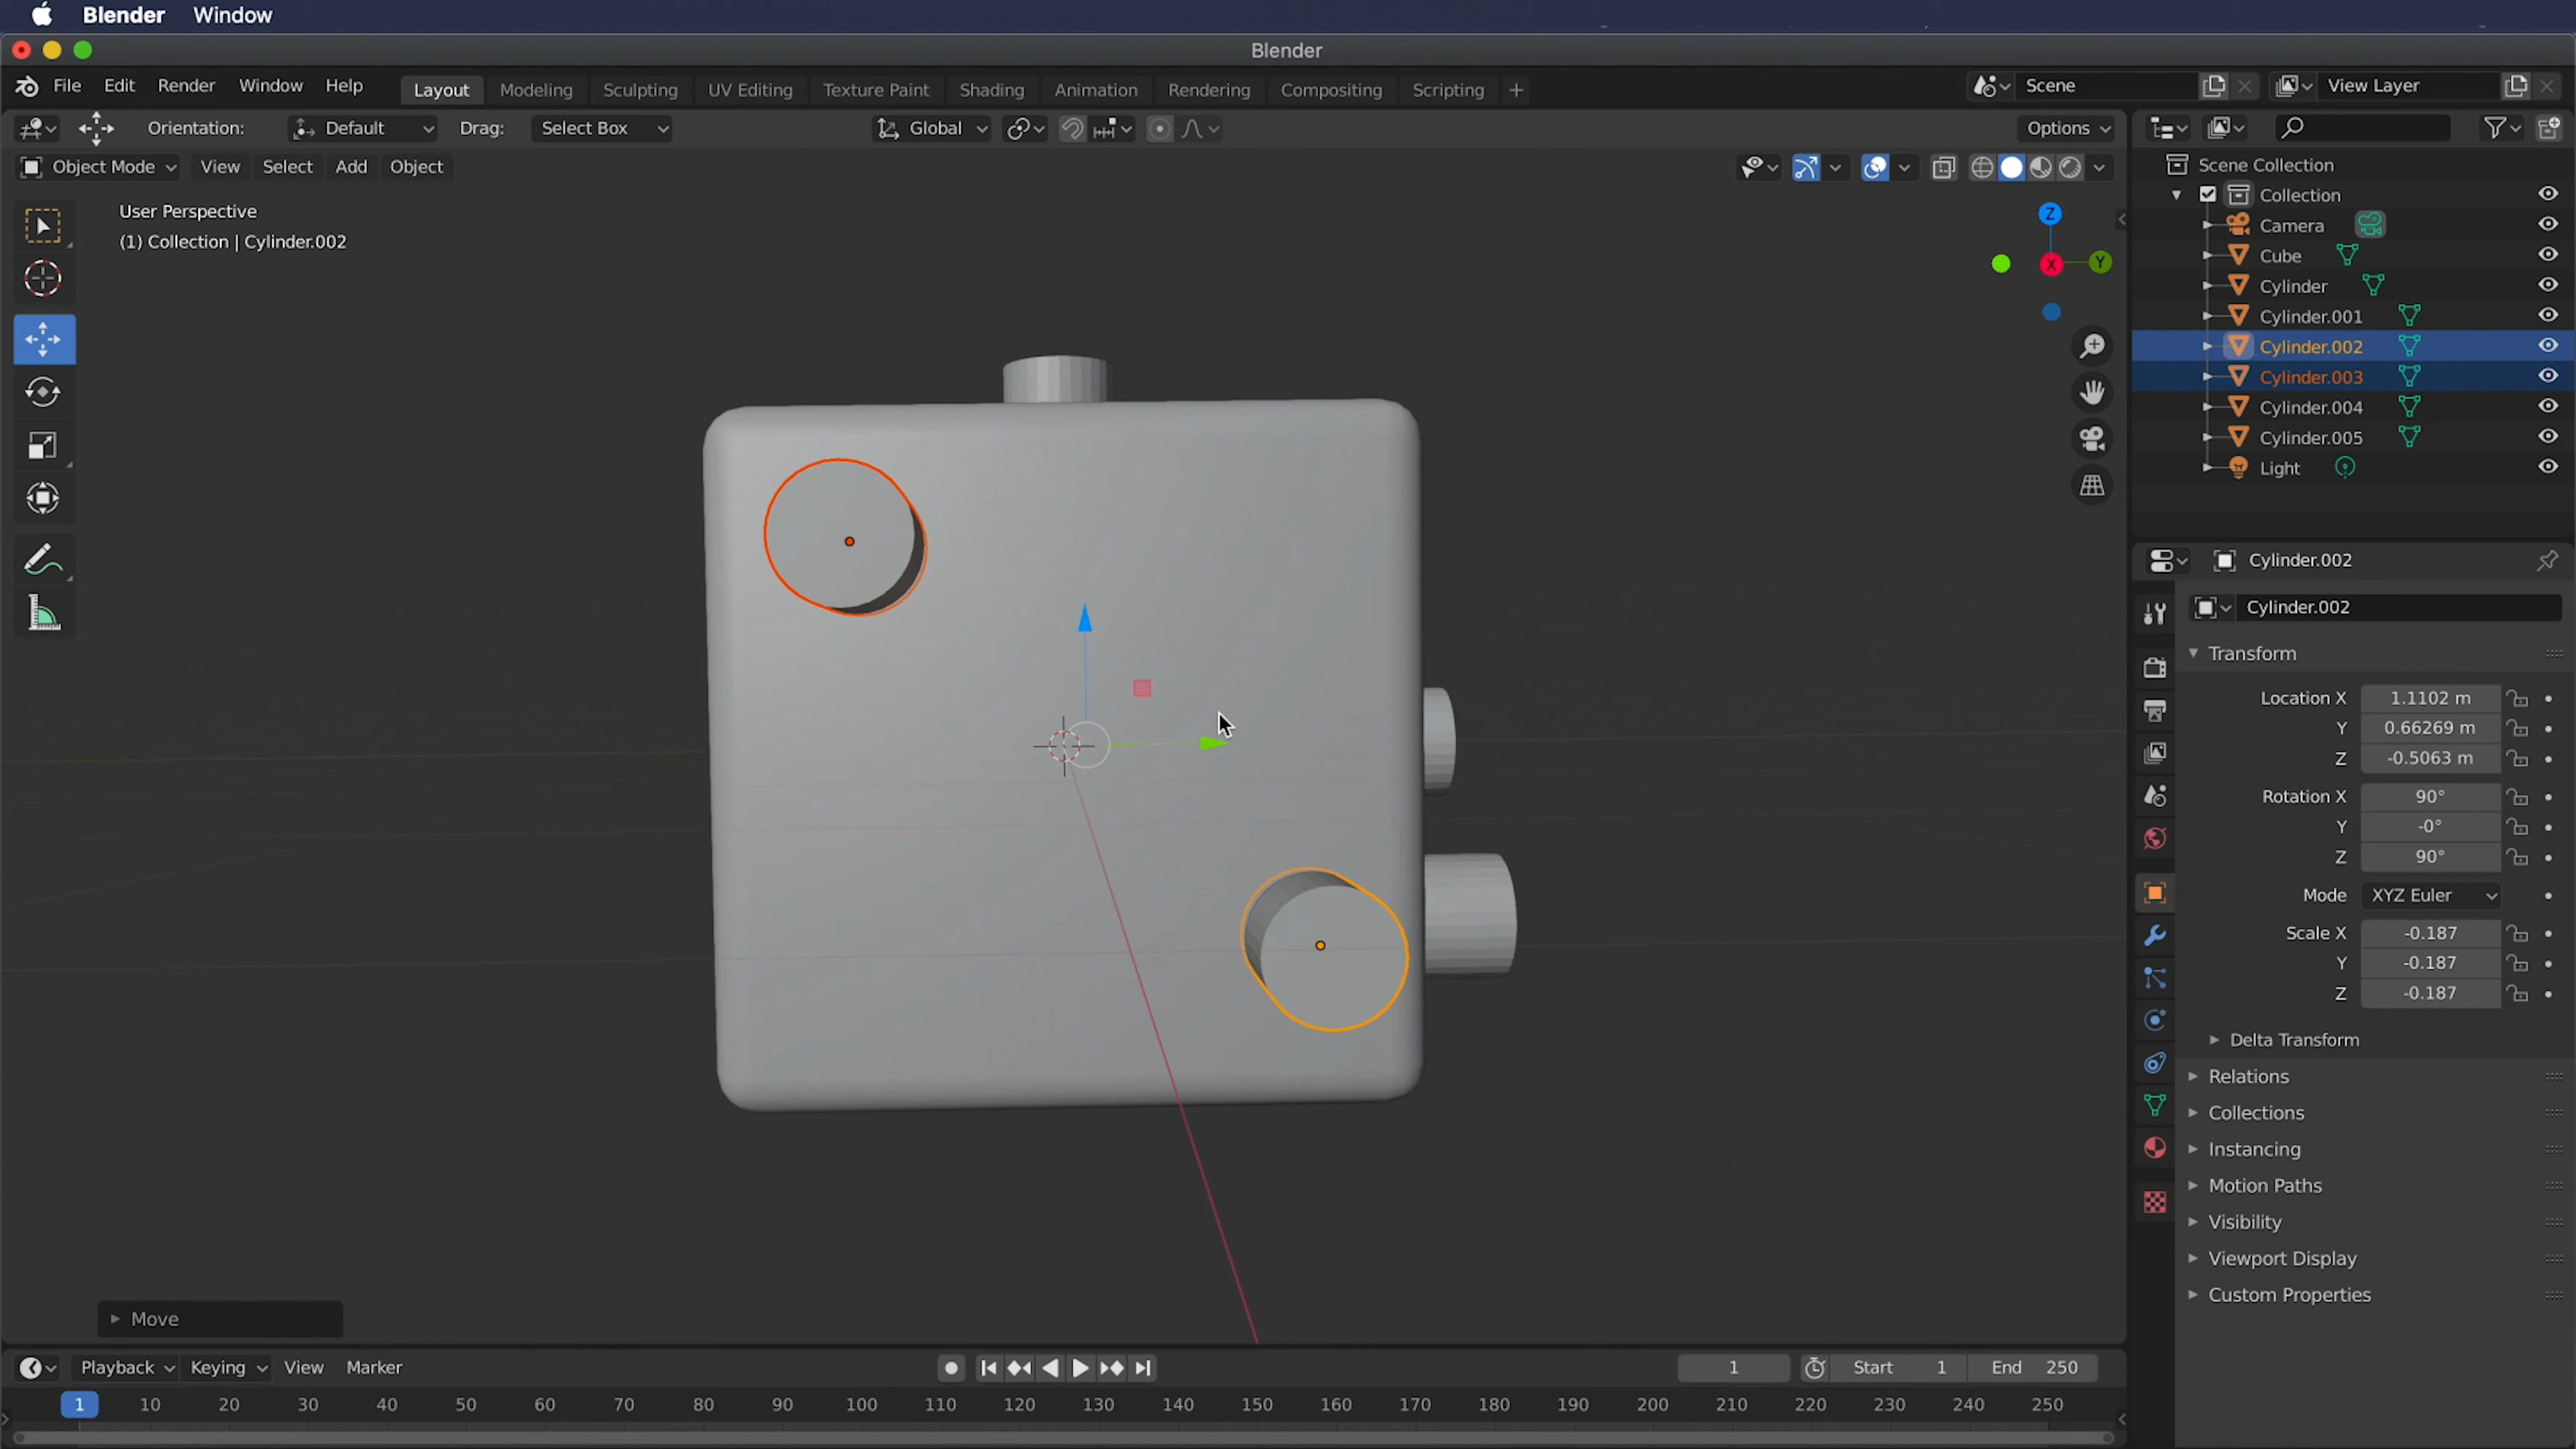 Blender Window
Blender
File Edit Render Window Help Layout Modeling Sculpting UV Editing Texture Paint Shading Animation Rendering Compositing Scripting + Scene View Layer
Orientation: Default Drag: Select Box Global Options
Object Mode View Select Add Object
User Perspective
(1) Collection | Cylinder.002
Z
X Y
Scene Collection
Collection
Camera
Cube
Cylinder
Cylinder.001
Cylinder.002
Cylinder.003
Cylinder.004
Cylinder.005
Light
Cylinder.002
Cylinder.002
Transform
Location X 1.1102 m
Y 0.66269 m
Z -0.5063 m
Rotation X 90°
Y -0°
Z 90°
Mode XYZ Euler
Scale X -0.187
Y -0.187
Z -0.187
Delta Transform
Relations
Collections
Instancing
Motion Paths
Visibility
Viewport Display
Custom Properties
Move
Playback Keying View Marker 1 Start 1 End 250
1 10 20 30 40 50 60 70 80 90 100 110 120 130 140 150 160 170 180 190 200 210 220 230 240 250